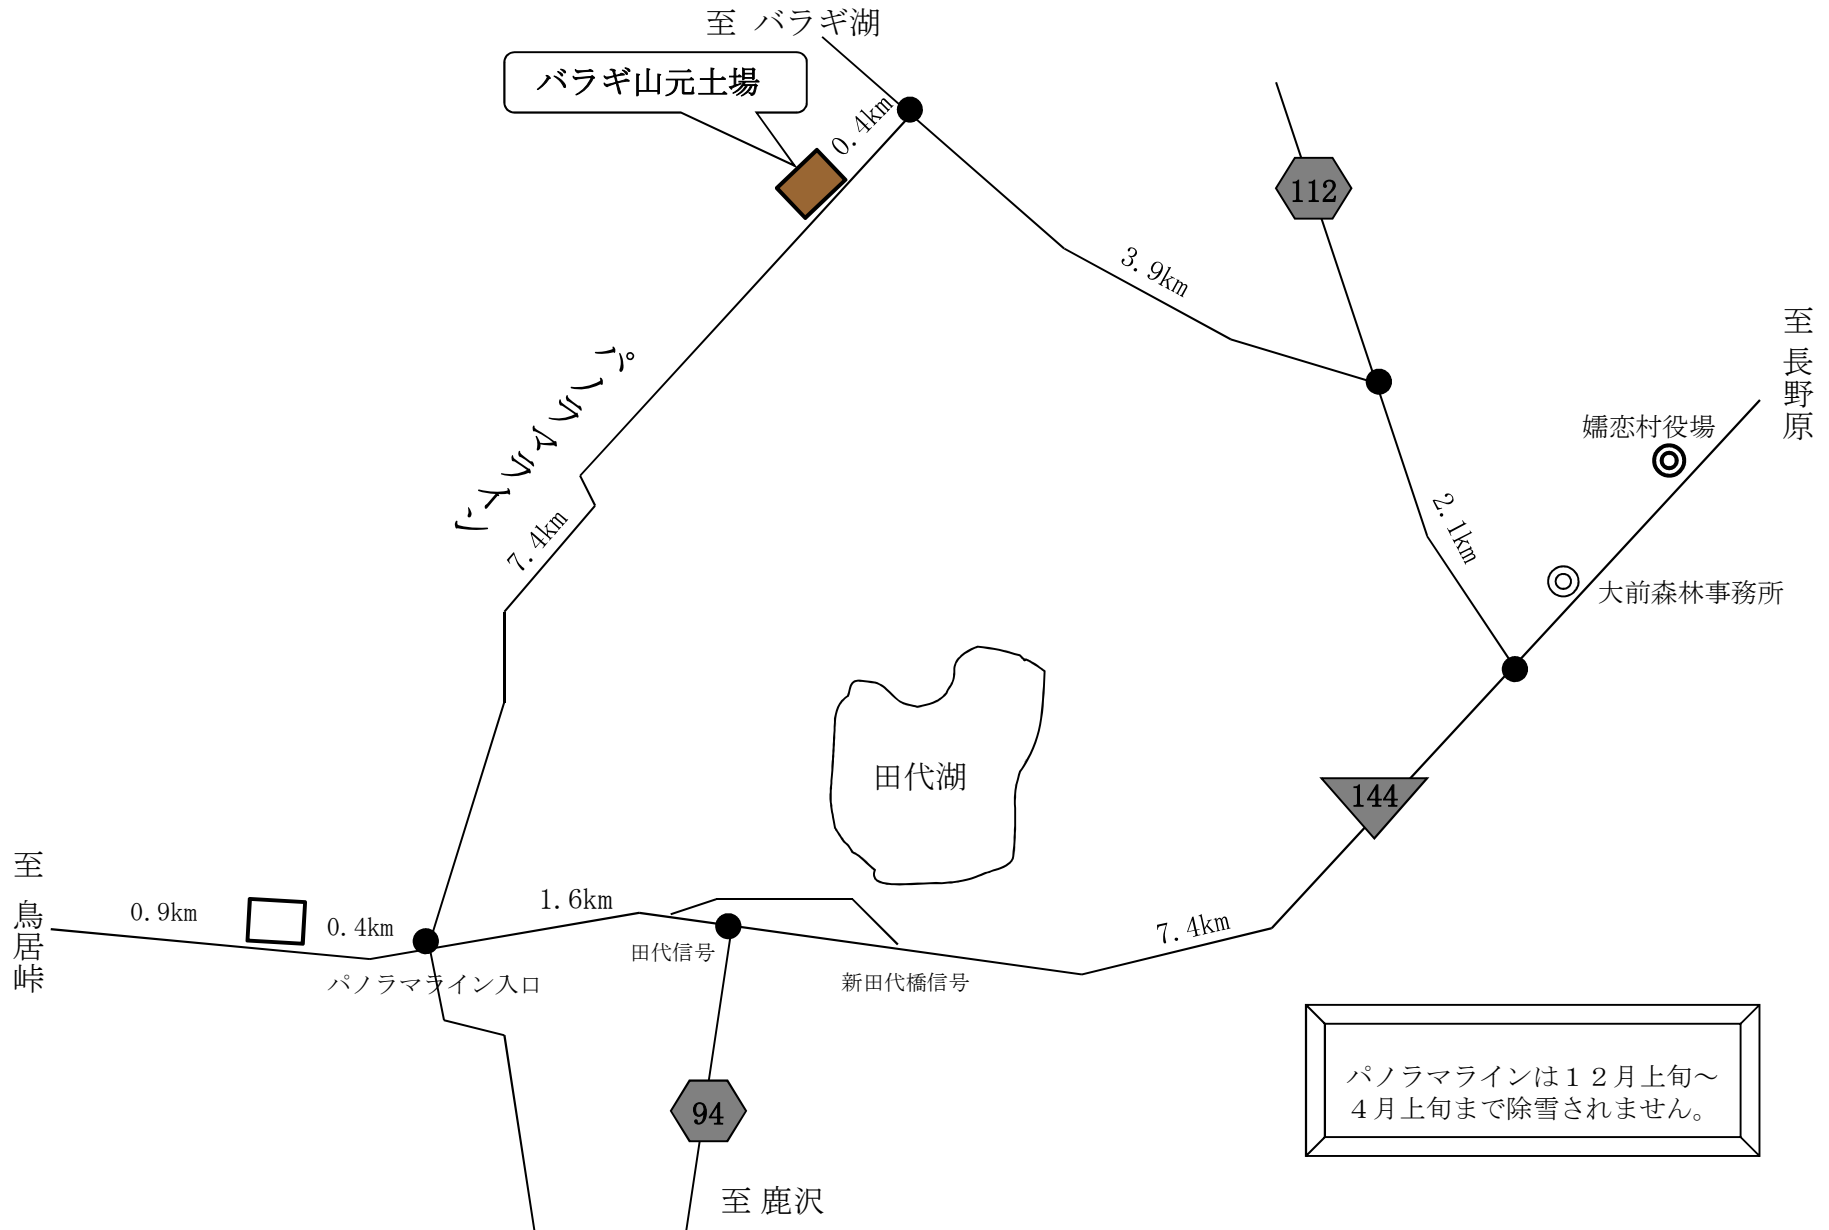 至 バラギ湖
バラギ山元土場
0.4km
112
3.9km
至 長野原
パノラマライン
嬬恋村役場
7.4km
2.1km
大前森林事務所
田代湖
144
至 鳥居峠
0.9km
0.4km
1.6km
7.4km
田代信号
パノラマライン入口
新田代橋信号
パノラマラインは12月上旬~
4月上旬まで除雪されません。
94
至 鹿沢